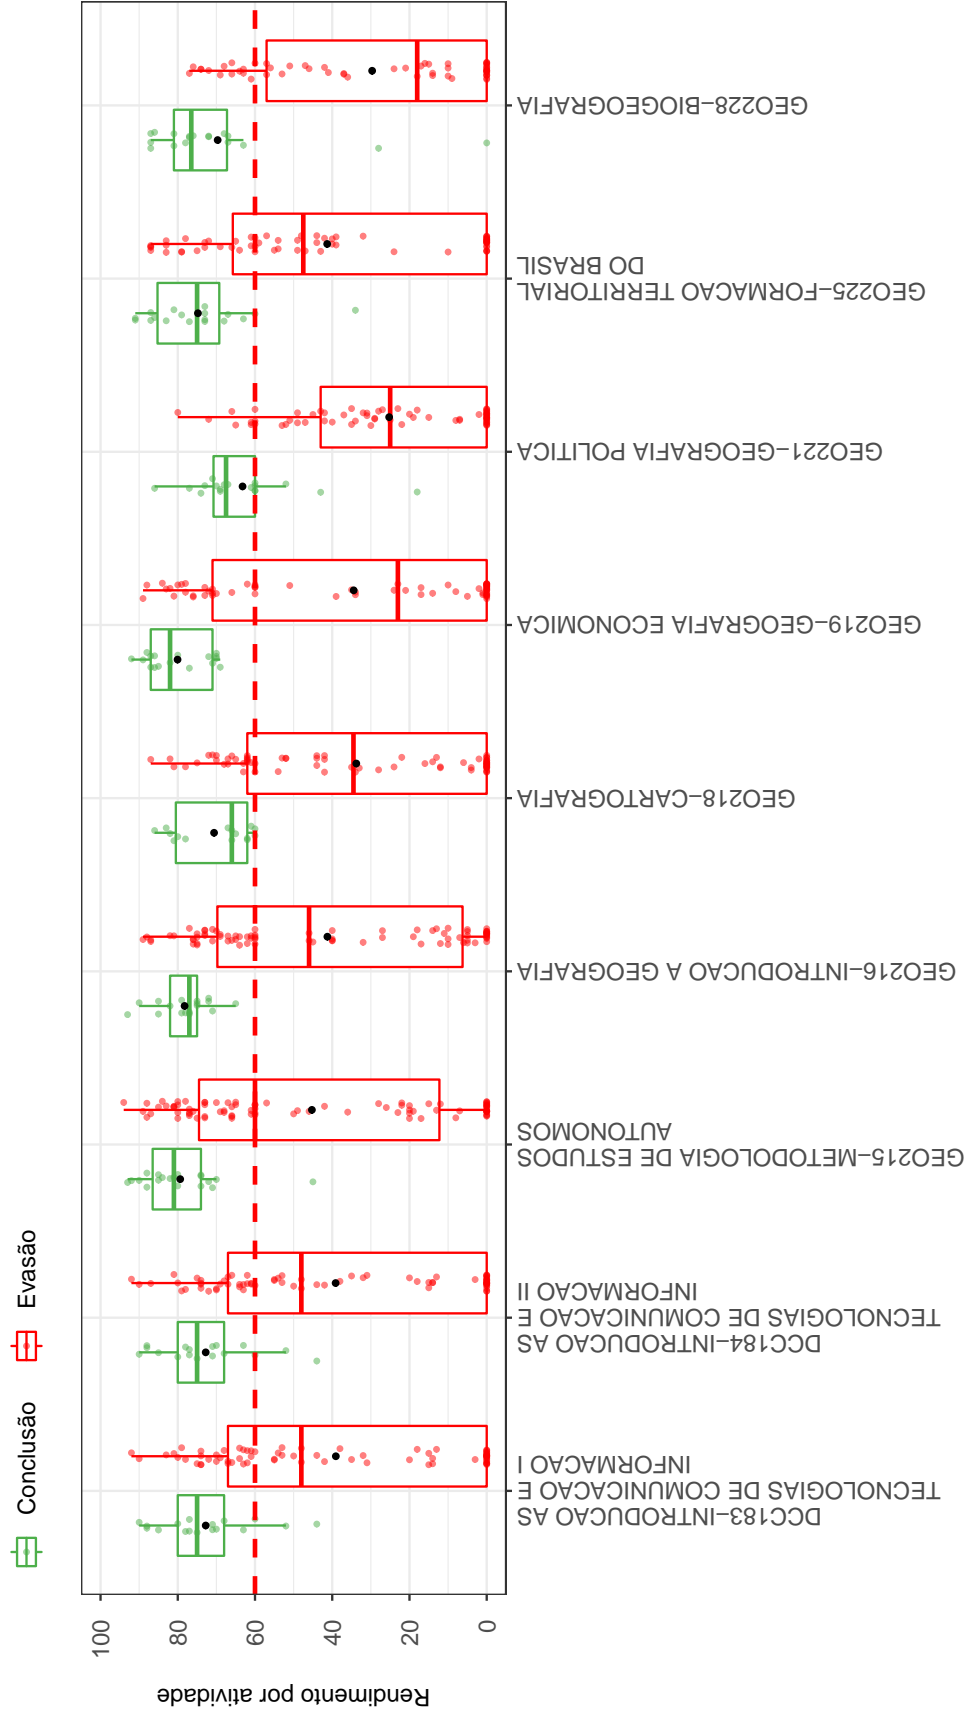 Conclusão
Evasão
Rendimento por atividade
0
20
40
60
80
100
DCC183–INTRODUCAO AS
TECNOLOGIAS DE COMUNICACAO E
INFORMACAO I
DCC184–INTRODUCAO AS
TECNOLOGIAS DE COMUNICACAO E
INFORMACAO II
GEO215–METODOLOGIA DE ESTUDOS
AUTONOMOS
GEO216–INTRODUCAO A GEOGRAFIA
GEO218–CARTOGRAFIA
GEO219–GEOGRAFIA ECONOMICA
GEO221–GEOGRAFIA POLITICA
GEO225–FORMACAO TERRITORIAL
DO BRASIL
GEO228–BIOGEOGRAFIA